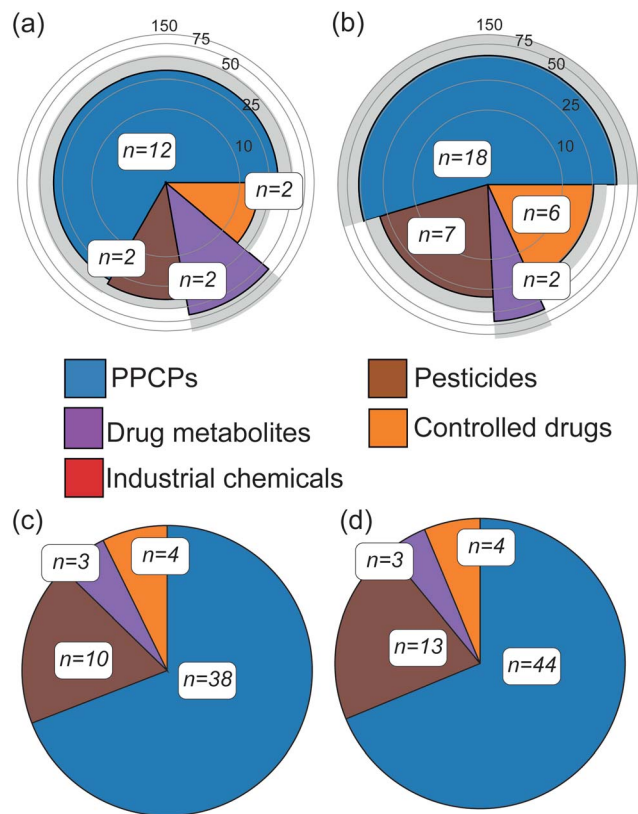 (a)
150
75
50
25
10
n=12
n=2
n=2
n=2
(b)
150
75
50
25
10
n=18
n=6
n=7
n=2
PPCPs
Pesticides
Drug metabolites
Controlled drugs
Industrial chemicals
(c)
n=3
n=4
n=10
n=38
(d)
n=3
n=4
n=13
n=44